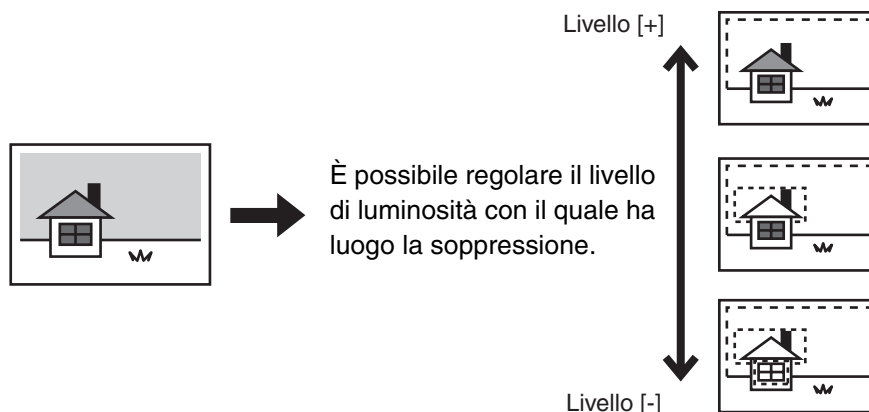 Livello [+]
È possibile regolare il livello
di luminosità con il quale ha
luogo la soppressione.
Livello [-]